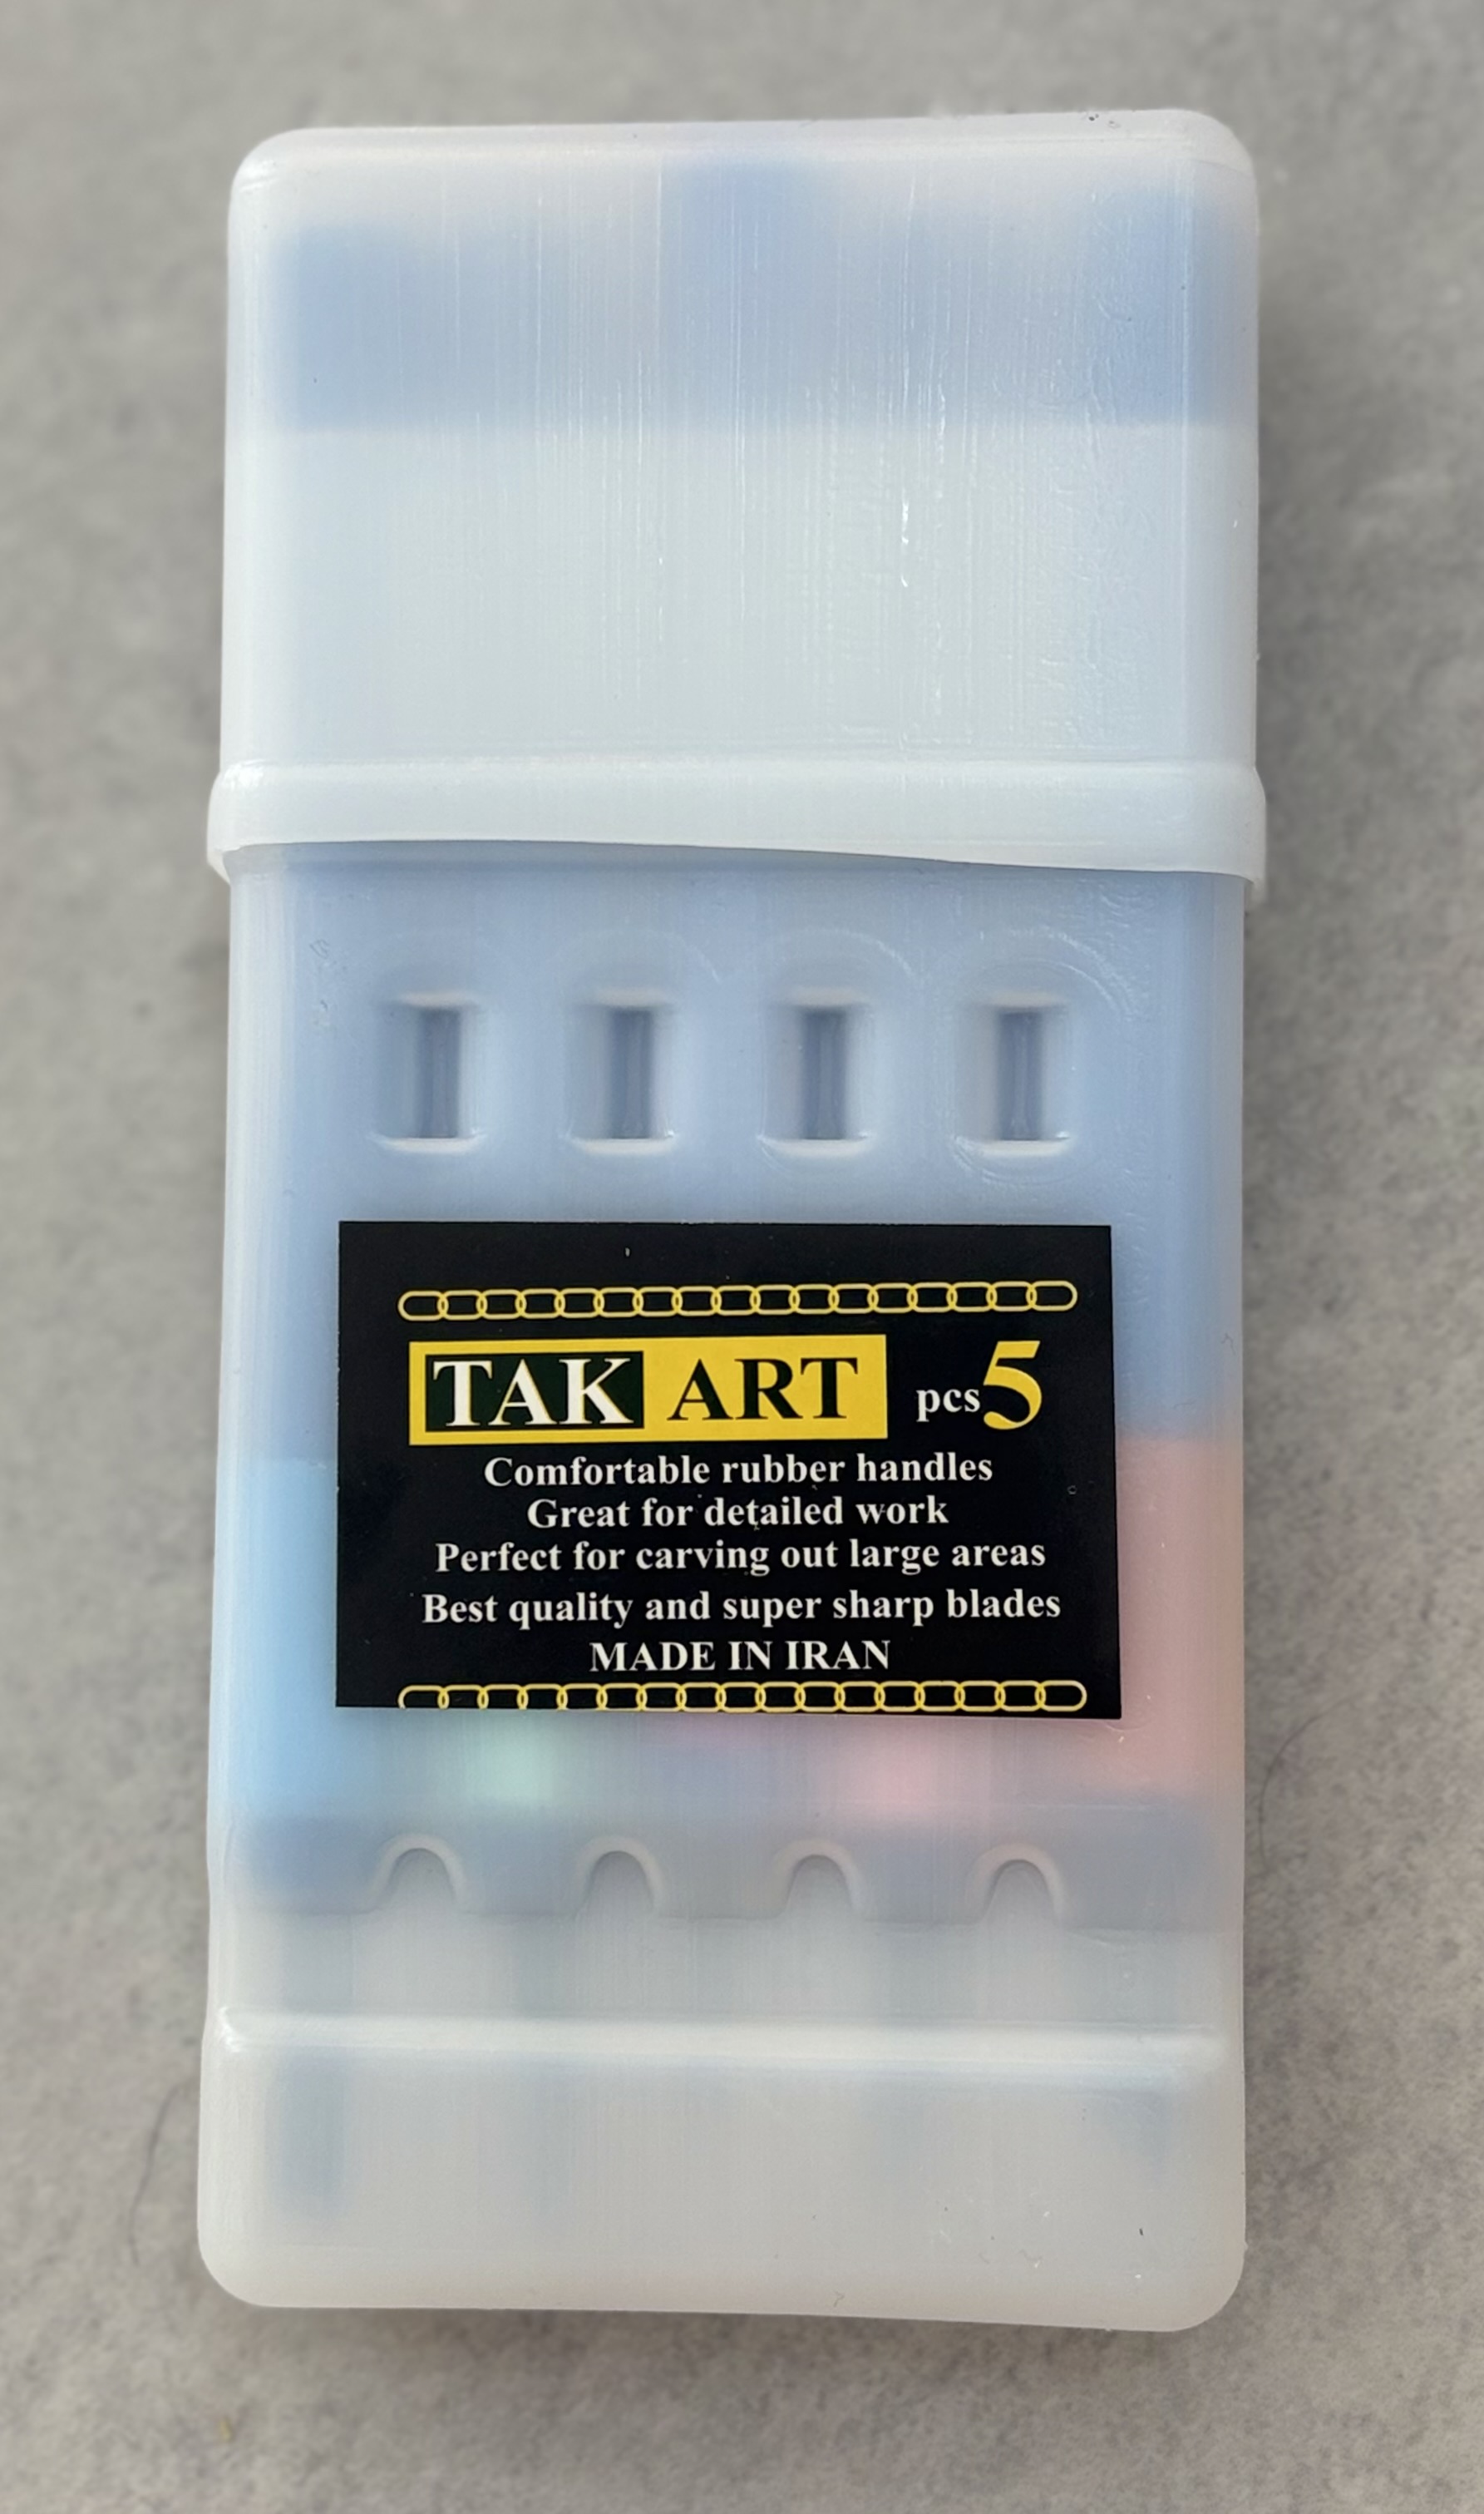 TAK ART pcs5
Comfortable rubber handles
Great for detailed work
Perfect for carving out large areas
Best quality and super sharp blades
MADE IN IRAN